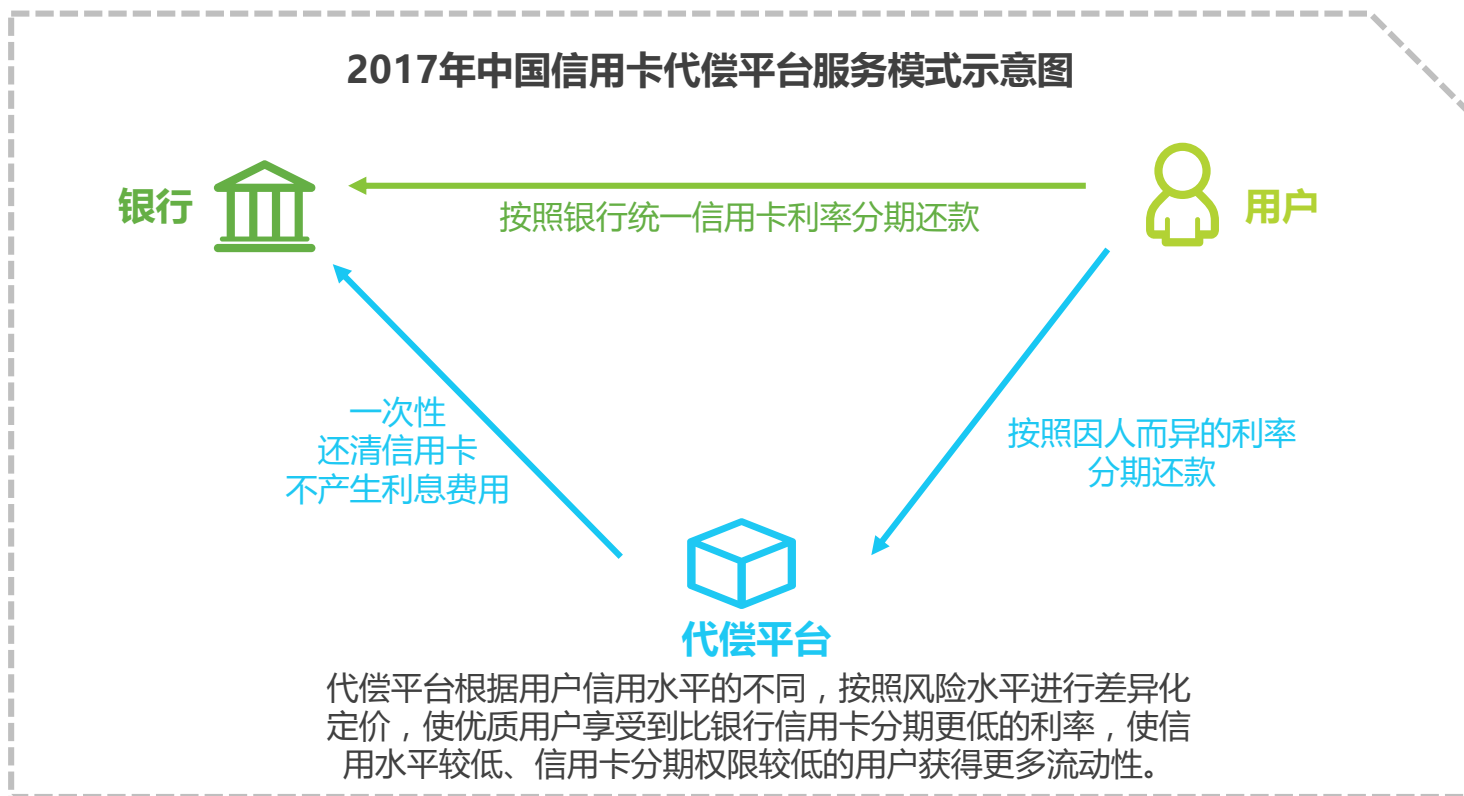 2017年中国信用卡代偿平台服务模式示意图
银行
用户
按照银行统一信用卡利率分期还款
一次性
还清信用卡
不产生利息费用
按照因人而异的利率
分期还款
代偿平台
代偿平台根据用户信用水平的不同，按照风险水平进行差异化
定价，使优质用户享受到比银行信用卡分期更低的利率，使信
用水平较低、信用卡分期权限较低的用户获得更多流动性。